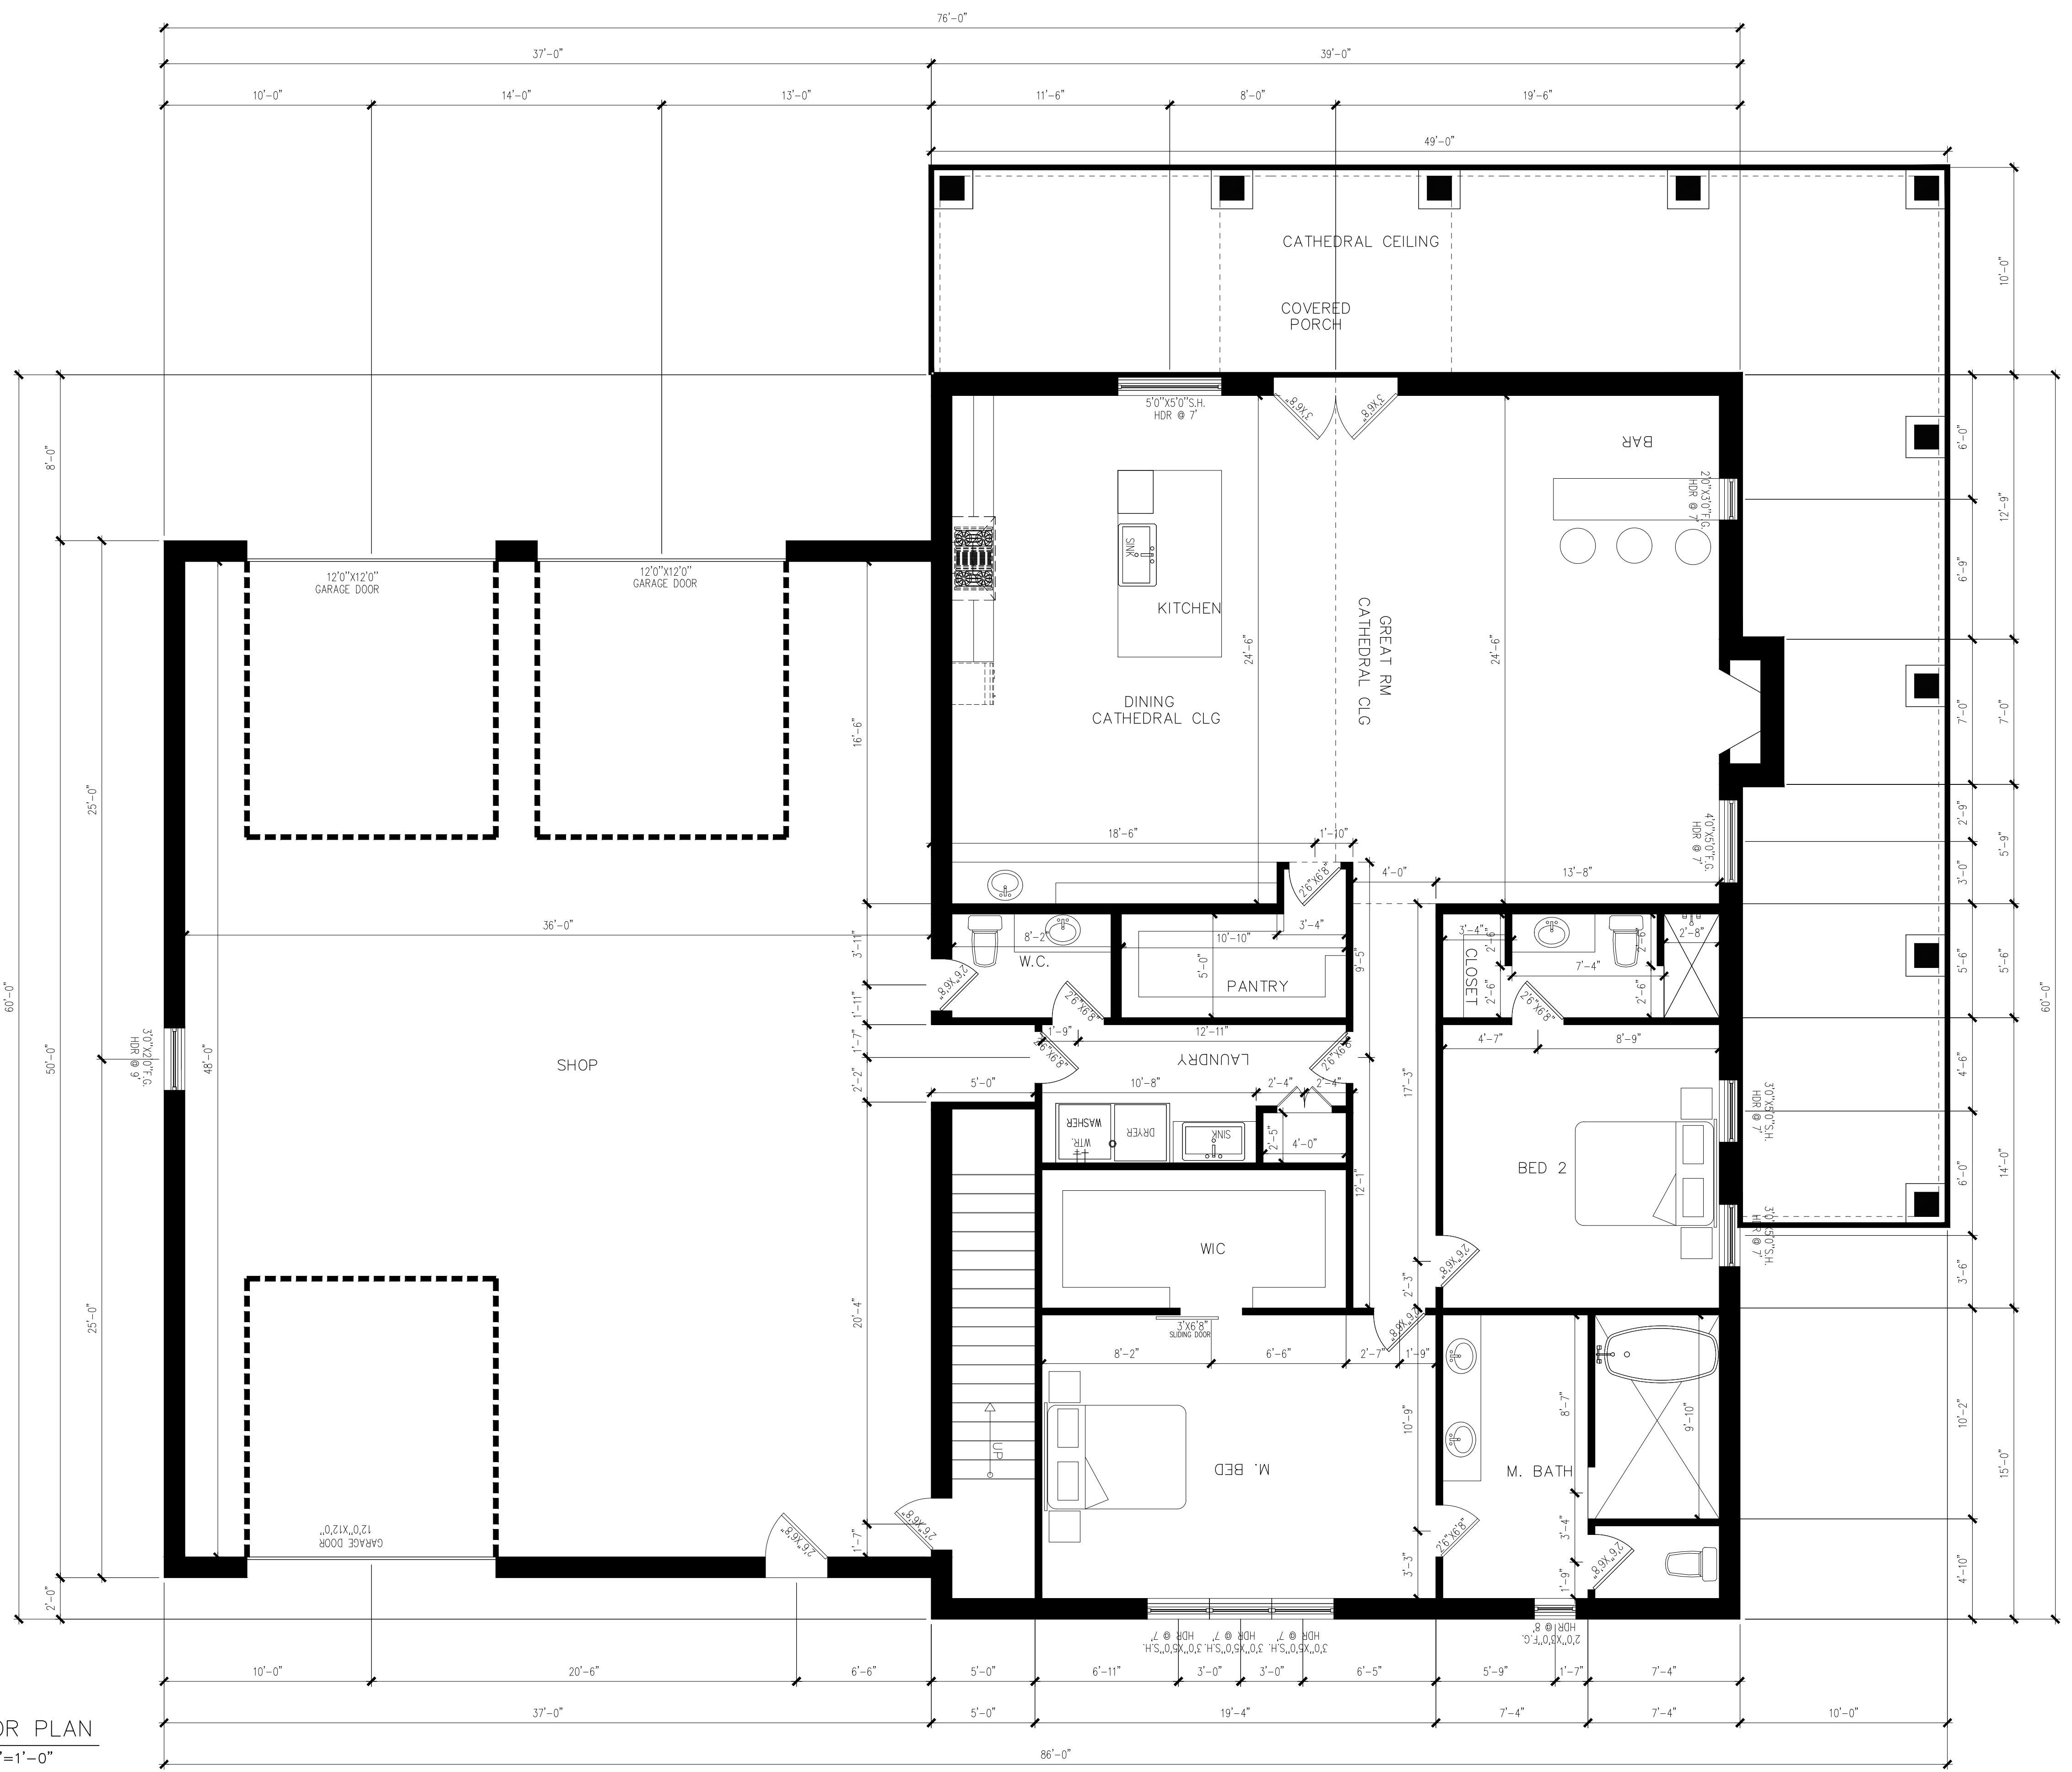 76'-0"
37'-0"
39'-0"
10'-0"
14'-0"
13'-0"
11'-6"
8'-0"
19'-6"
49'-0"
CATHEDRAL CEILING
COVERED
PORCH
10'-0"
5'0"X5'0"S.H.
HDR @ 7'
3'X6'8"
3'X6'8"
BAR
2'0"X3'0"F.G.
HDR @ 7'
6'-0"
12'-9"
6'-9"
8'-0"
12'0"X12'0"
GARAGE DOOR
12'0"X12'0"
GARAGE DOOR
SINK
KITCHEN
GREAT RM
CATHEDRAL CLG
24'-6"
24'-6"
DINING
CATHEDRAL CLG
16'-6"
7'-0"
7'-0"
25'-0"
18'-6"
1'-10"
4'0"X5'0"F.G.
HDR @ 7'
2'-9"
5'-9"
3'-0"
4'-0"
13'-8"
2'6"X6'8"
36'-0"
3'-11"
8'-2"
10'-10"
3'-4"
9'-5"
3'-4"
2'-9"
2'-9"
2'-8"
W.C.
5'-0"
PANTRY
CLOSET
7'-4"
2'-6"
2'-6"
5'-6"
5'-6"
2'6"X6'8"
2'6"X6'8"
2'6"X6'8"
60'-0"
50'-0"
60'-0"
1'-11"
1'-7"
2'-2"
3'0"X2'0"F.G.
HDR @ 9'
48'-0"
SHOP
1'-9"
12'-11"
2'6"X6'8"
2'6"X6'8"
LAUNDRY
4'-7"
8'-9"
4'-6"
5'-0"
10'-8"
2'-4"
2'-4"
17'-3"
WASHER
WTR.
DRYER
SINK
2'-5"
4'-0"
3'0"X5'0"S.H.
HDR @ 7'
12'-1"
BED 2
6'-0"
14'-0"
WIC
3'0"X5'0"S.H.
HDR @ 7'
2'6"X6'8"
2'-3"
3'-6"
25'-0"
20'-4"
3'X6'8"
SLIDING DOOR
2'6"X6'8"
8'-2"
6'-6"
2'-7"
1'-9"
10'-9"
8'-7"
9'-10"
10'-2"
15'-0"
UP
M. BED
M. BATH
12'0"X12'0"
GARAGE DOOR
2'6"X6'8"
2'6"X6'8"
1'-7"
2'6"X6'8"
3'-3"
3'-4"
1'-9"
2'6"X6'8"
4'-10"
2'-0"
3'0"X5'0"S.H.
HDR @ 7'
3'0"X5'0"S.H.
HDR @ 7'
3'0"X5'0"S.H.
HDR @ 7'
2'0"X3'0"F.G.
HDR @ 8'
10'-0"
20'-6"
6'-6"
5'-0"
6'-11"
3'-0"
3'-0"
6'-5"
5'-9"
1'-7"
7'-4"
37'-0"
5'-0"
19'-4"
7'-4"
7'-4"
10'-0"
86'-0"
OR PLAN
"=1'-0"